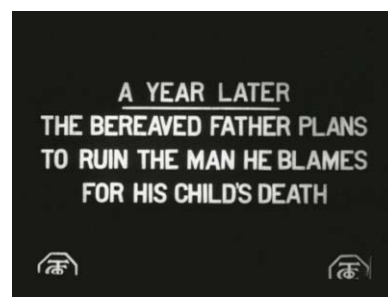 A YEAR LATER
THE BEREAVED FATHER PLANS
TO RUIN THE MAN HE BLAMES
FOR HIS CHILD'S DEATH